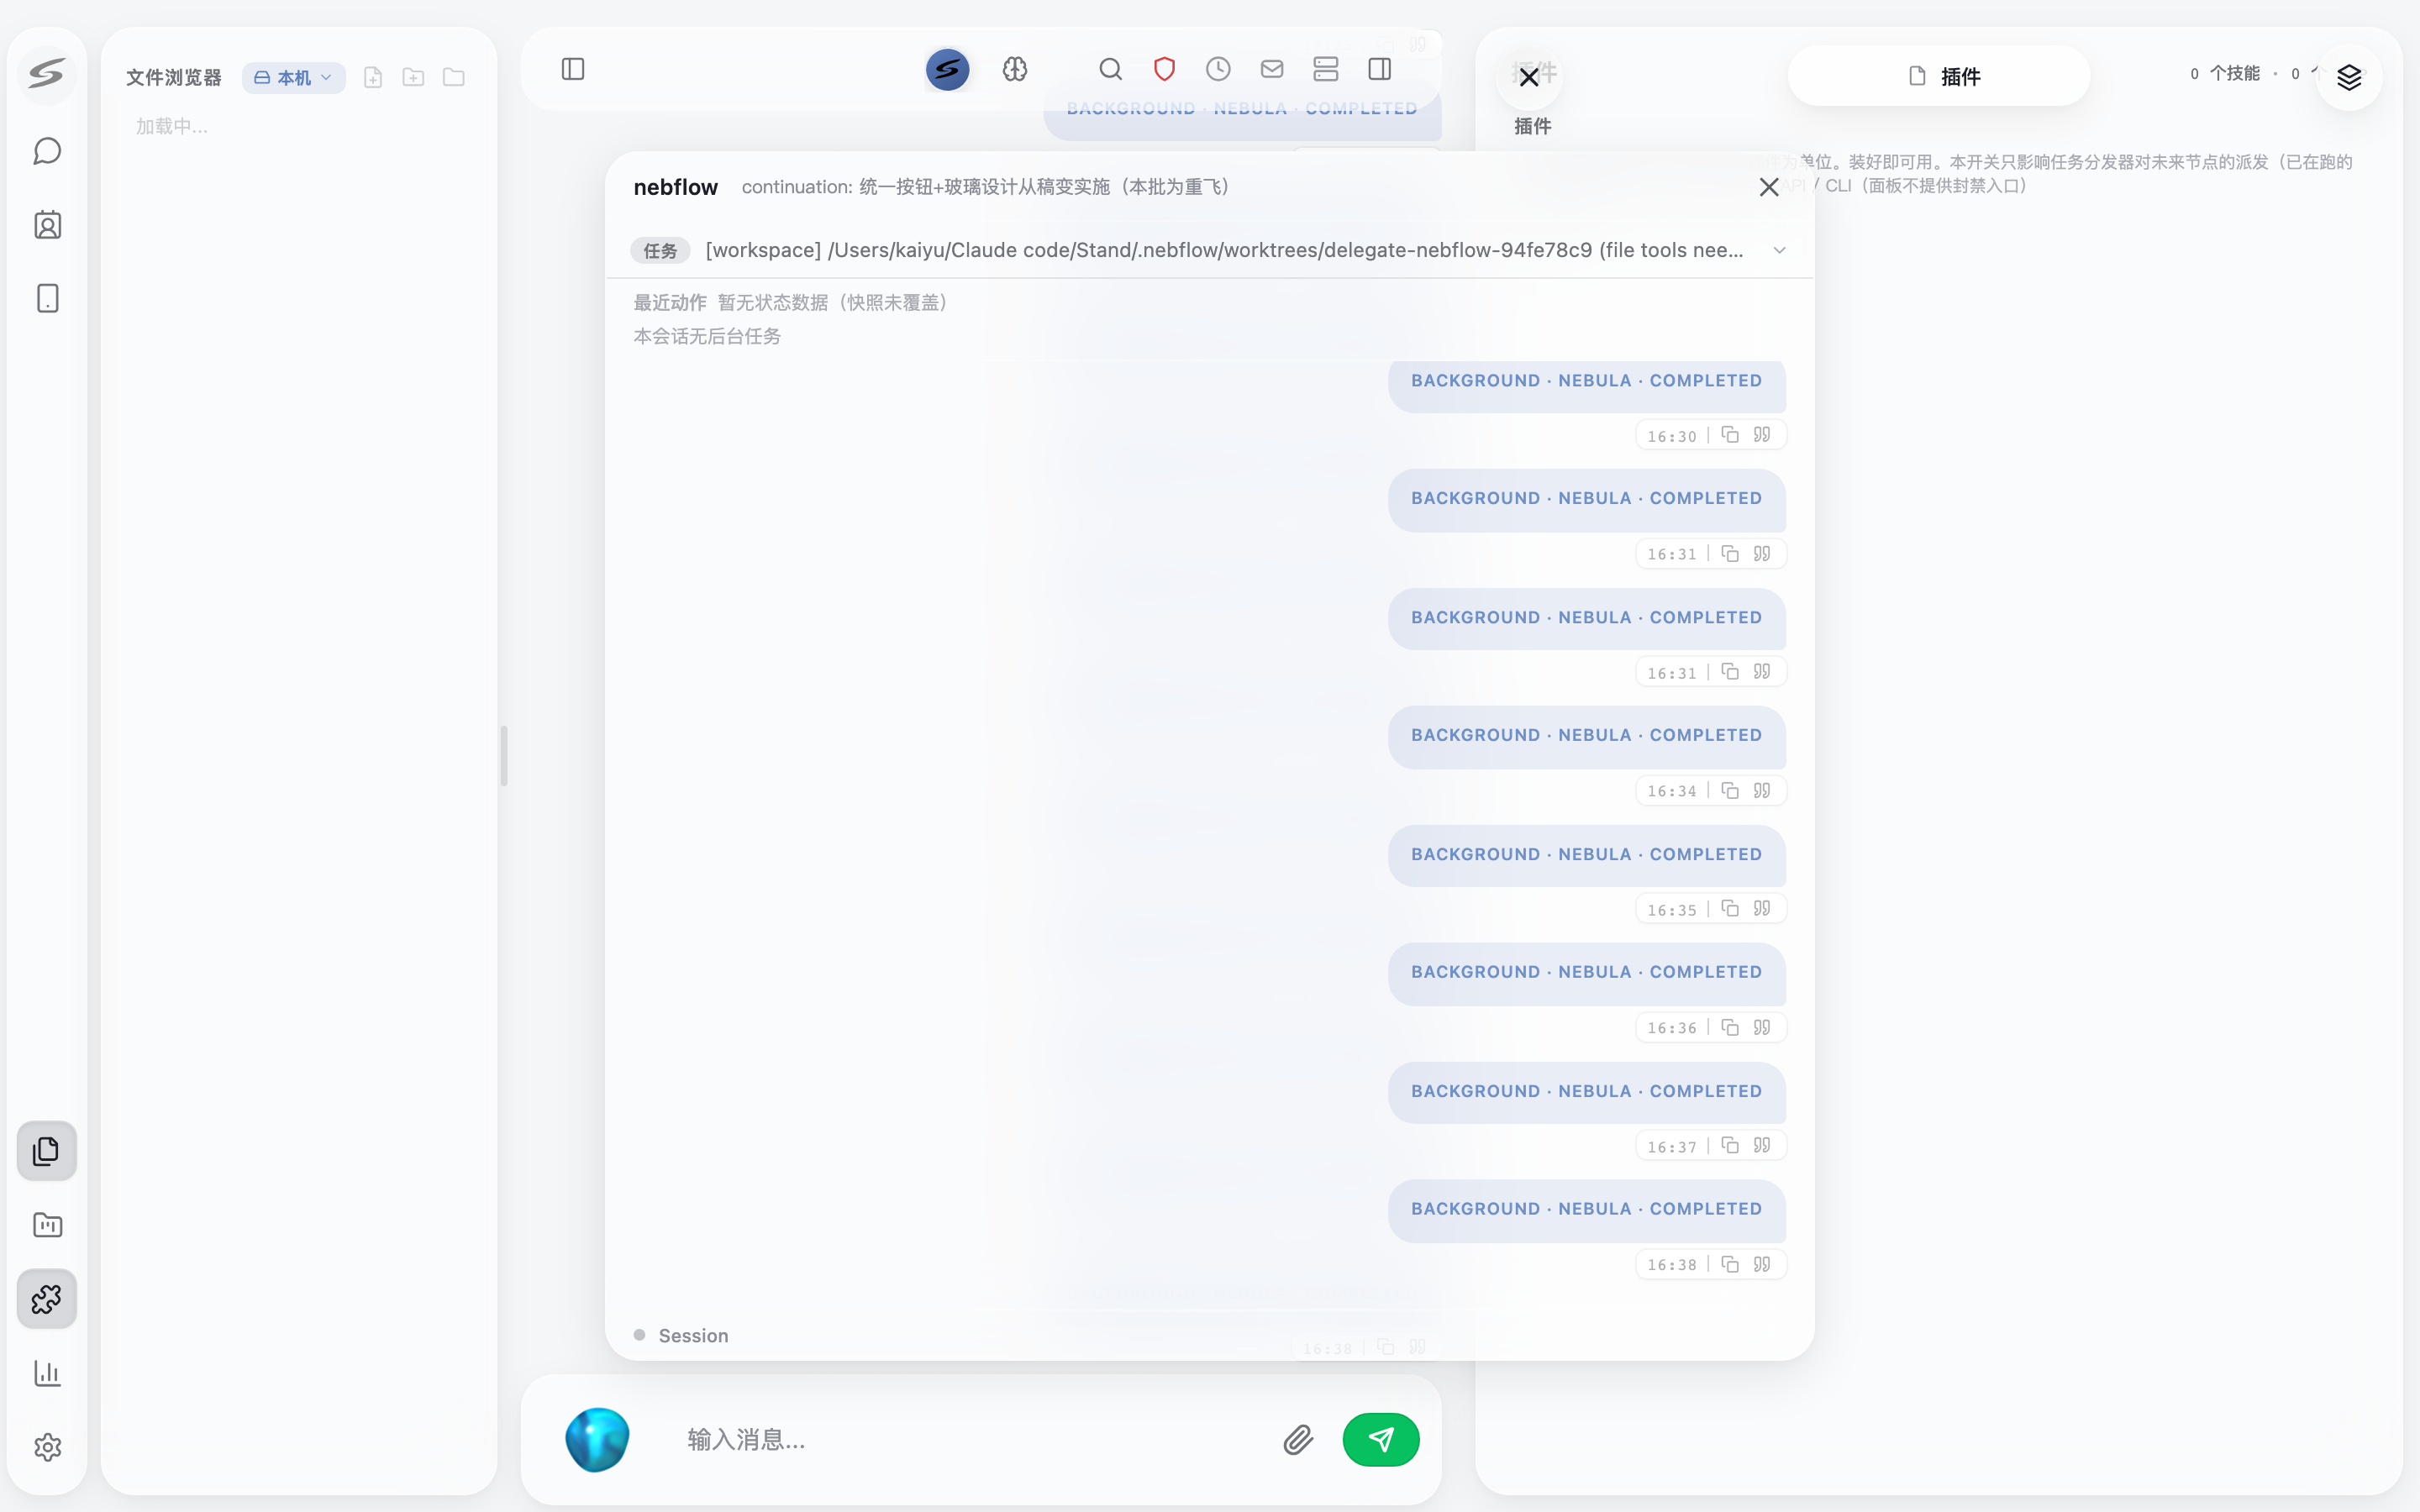 文件浏览器
本机
加载中...
BACKGROUND · NEBULA · COMPLETED
nebflow
continuation: 统一按钮+玻璃设计从稿变实施（本批为重飞）
任务
[workspace] /Users/kaiyu/Claude code/Stand/.nebflow/worktrees/delegate-nebflow-94fe78c9 (file tools nee...
最近动作 暂无状态数据（快照未覆盖）
本会话无后台任务
BACKGROUND · NEBULA · COMPLETED
16:30
BACKGROUND · NEBULA · COMPLETED
16:31
BACKGROUND · NEBULA · COMPLETED
16:31
BACKGROUND · NEBULA · COMPLETED
16:34
BACKGROUND · NEBULA · COMPLETED
16:35
BACKGROUND · NEBULA · COMPLETED
16:36
BACKGROUND · NEBULA · COMPLETED
16:37
BACKGROUND · NEBULA · COMPLETED
16:38
Session
16:38
输入消息...
插件
插件
0 个技能 · 0 个
插件
件为单位。装好即可用。本开关只影响任务分发器对未来节点的派发（已在跑的
API / CLI（面板不提供封禁入口）